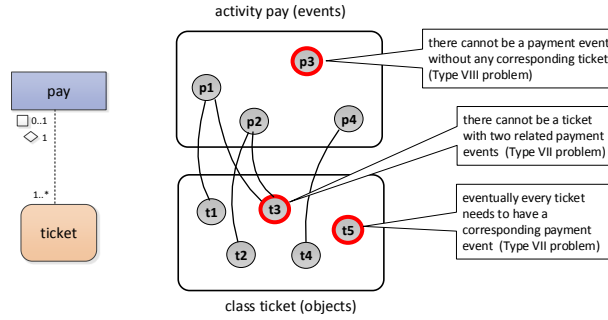 activity pay (events)
pay
0..1
1
1..*
ticket
p3
p1
p2
p4
t3
t1
t5
t2
t4
class ticket (objects)
there cannot be a payment event
without any corresponding ticket
(Type VIII problem)
there cannot be a ticket
with two related payment
events (Type VII problem)
eventually every ticket
needs to have a
corresponding payment
event (Type VII problem)